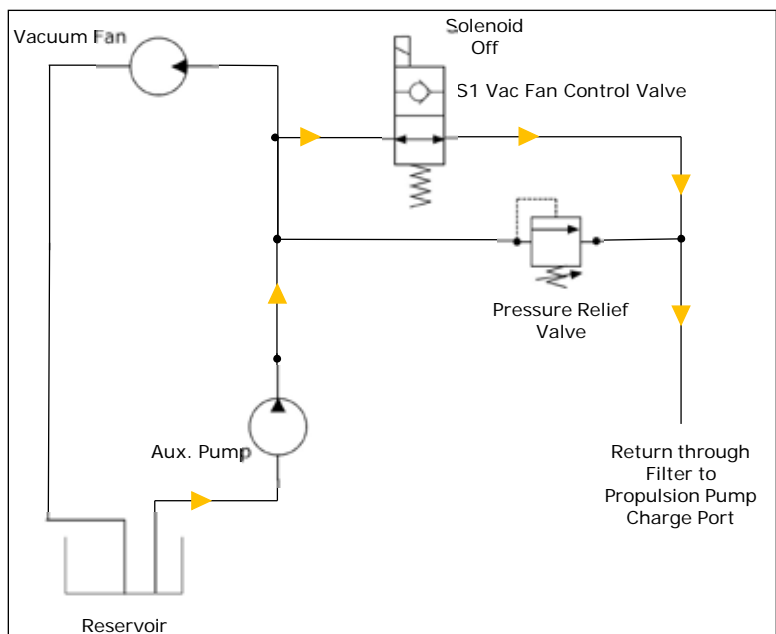 Vacuum Fan
Solenoid
Off
S1 Vac Fan Control Valve
Pressure Relief
Valve
Aux. Pump
Return through
Filter to
Propulsion Pump
Charge Port
Reservoir